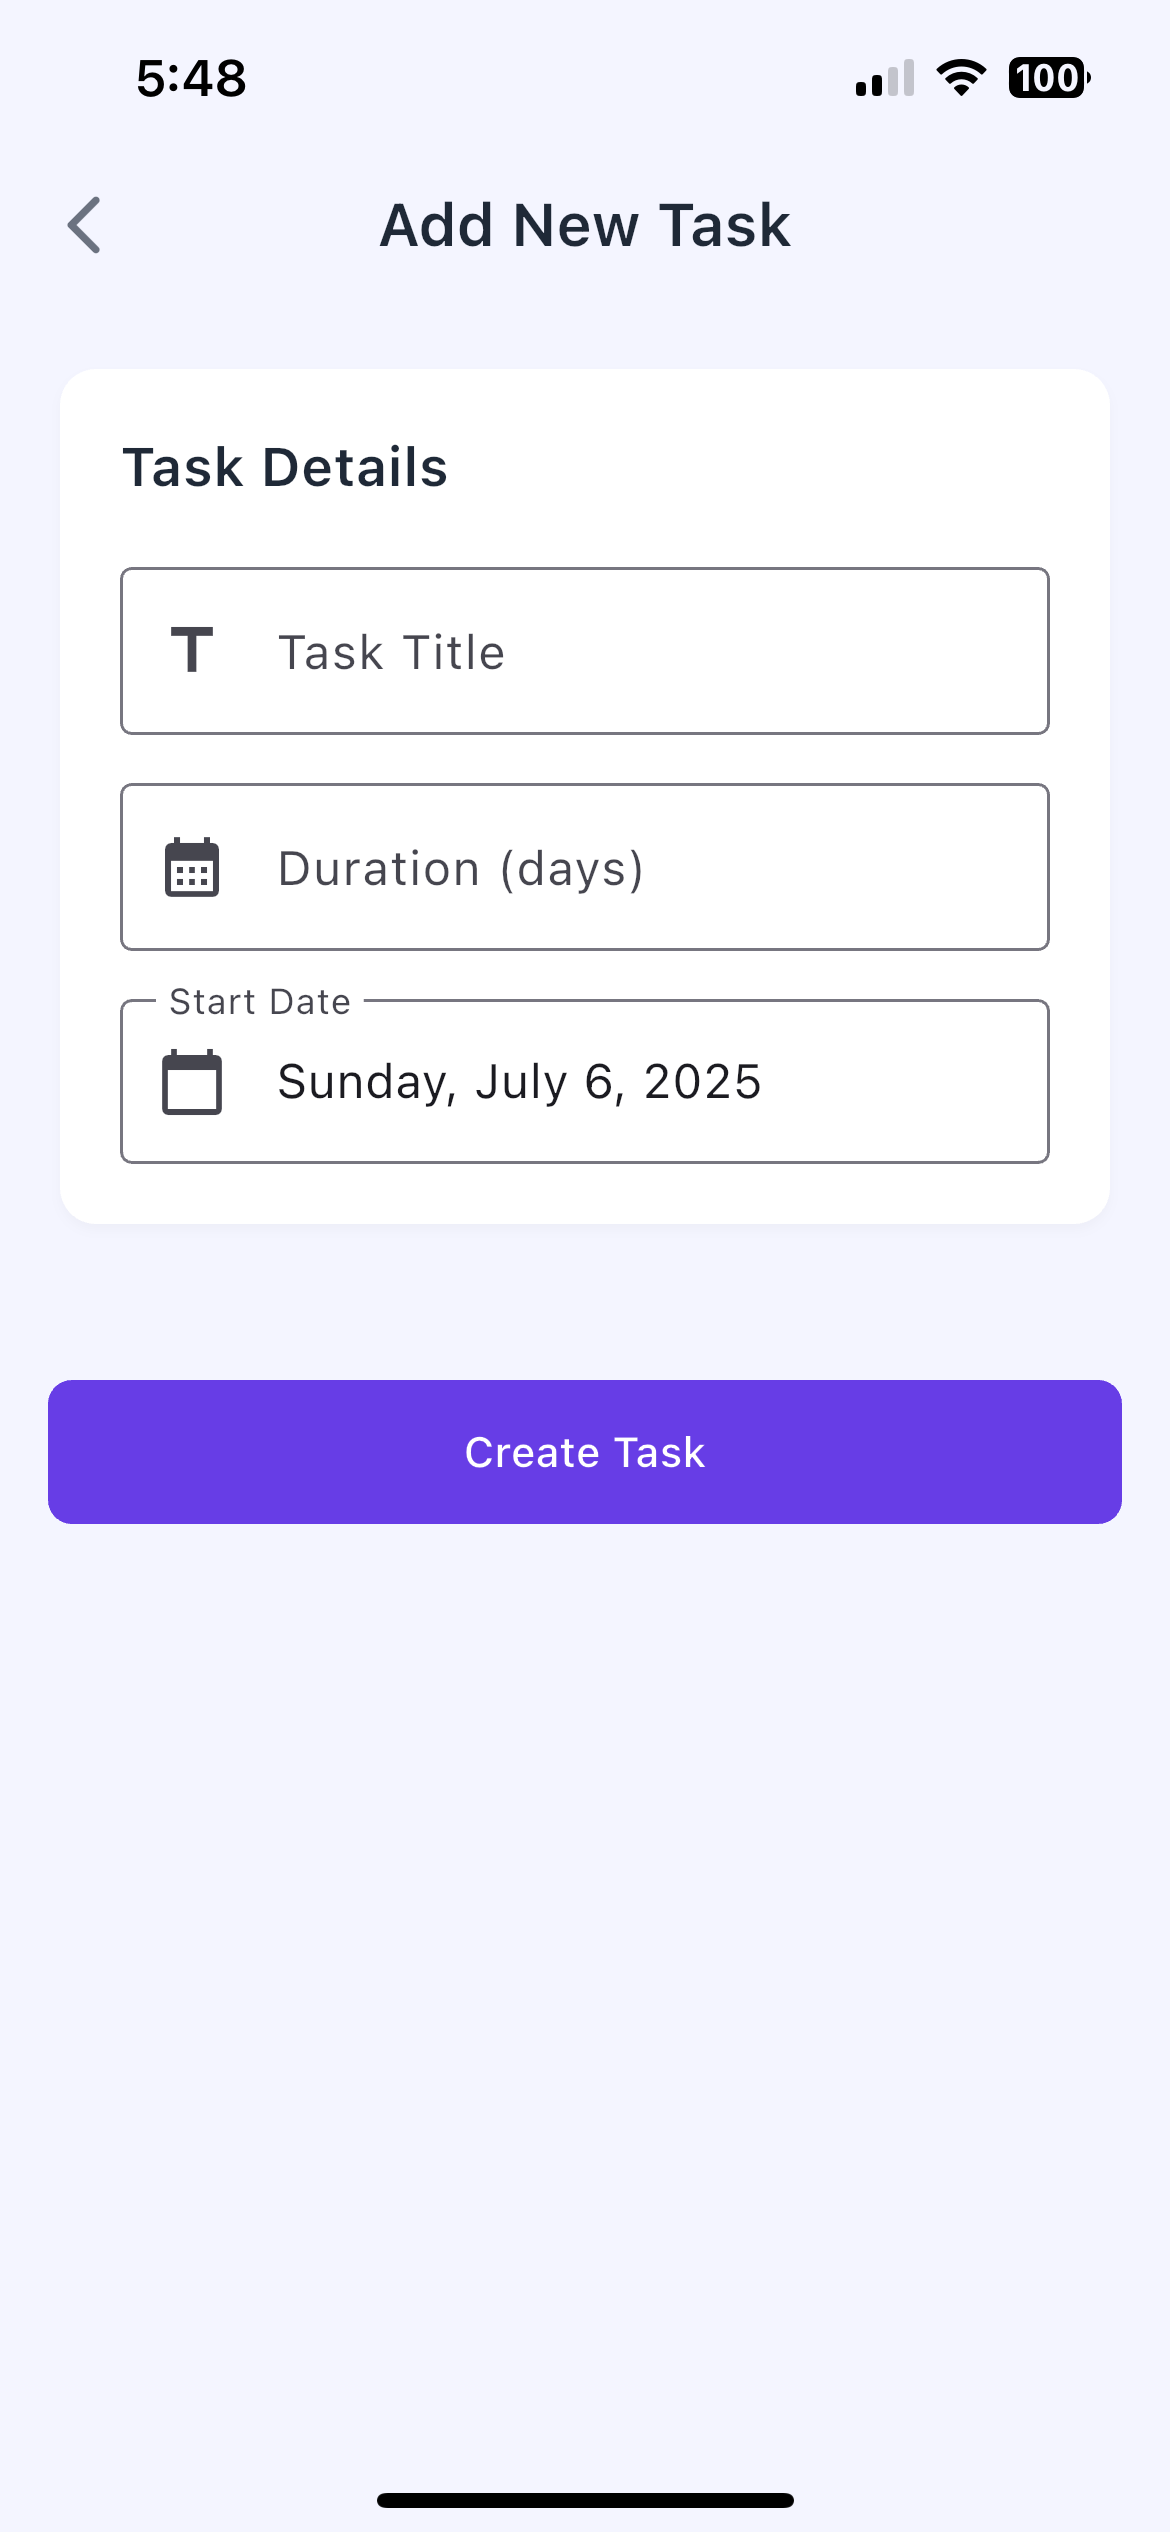 5:48
100
Add New Task
Task Details
Task Title
Duration (days)
Start Date
Sunday, July 6, 2025
Create Task